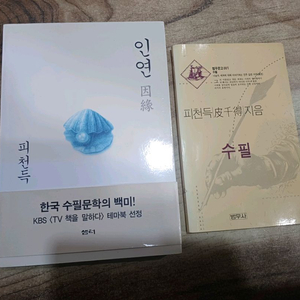 인연 因緣
피천득
한국 수필문학의 백미!
KBS 〈TV 책을 말하다〉 테마북 선정
샘터
피천득(皮千得) 지음
수필
범우사